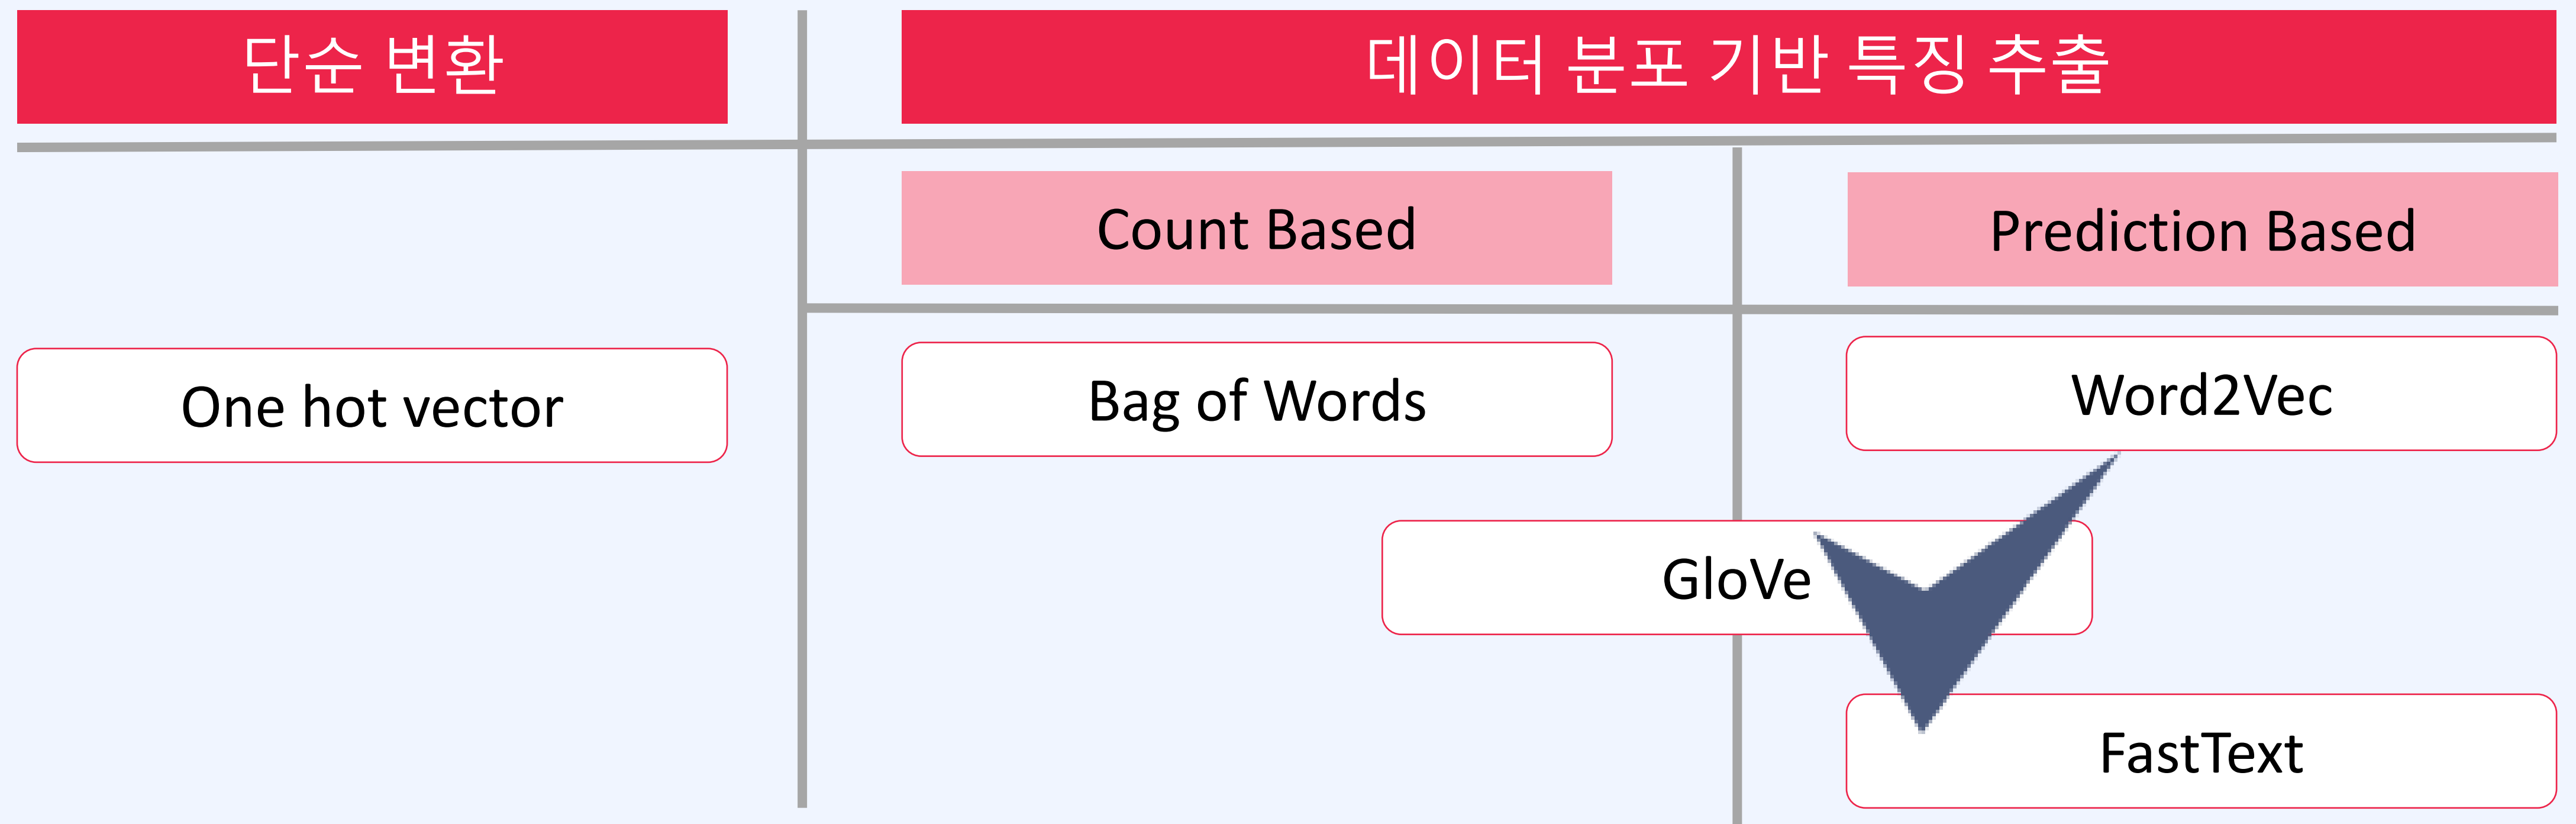 단순 변환
데이터 분포 기반 특징 추출
Count Based
Prediction Based
One hot vector
Bag of Words
Word2Vec
GloVe
FastText